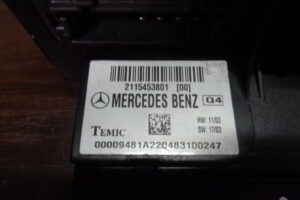 2115453801 [00]
MERCEDES BENZ Q4
HW: 11/03
TEMIC
SW: 17/03
00009481A220483100247